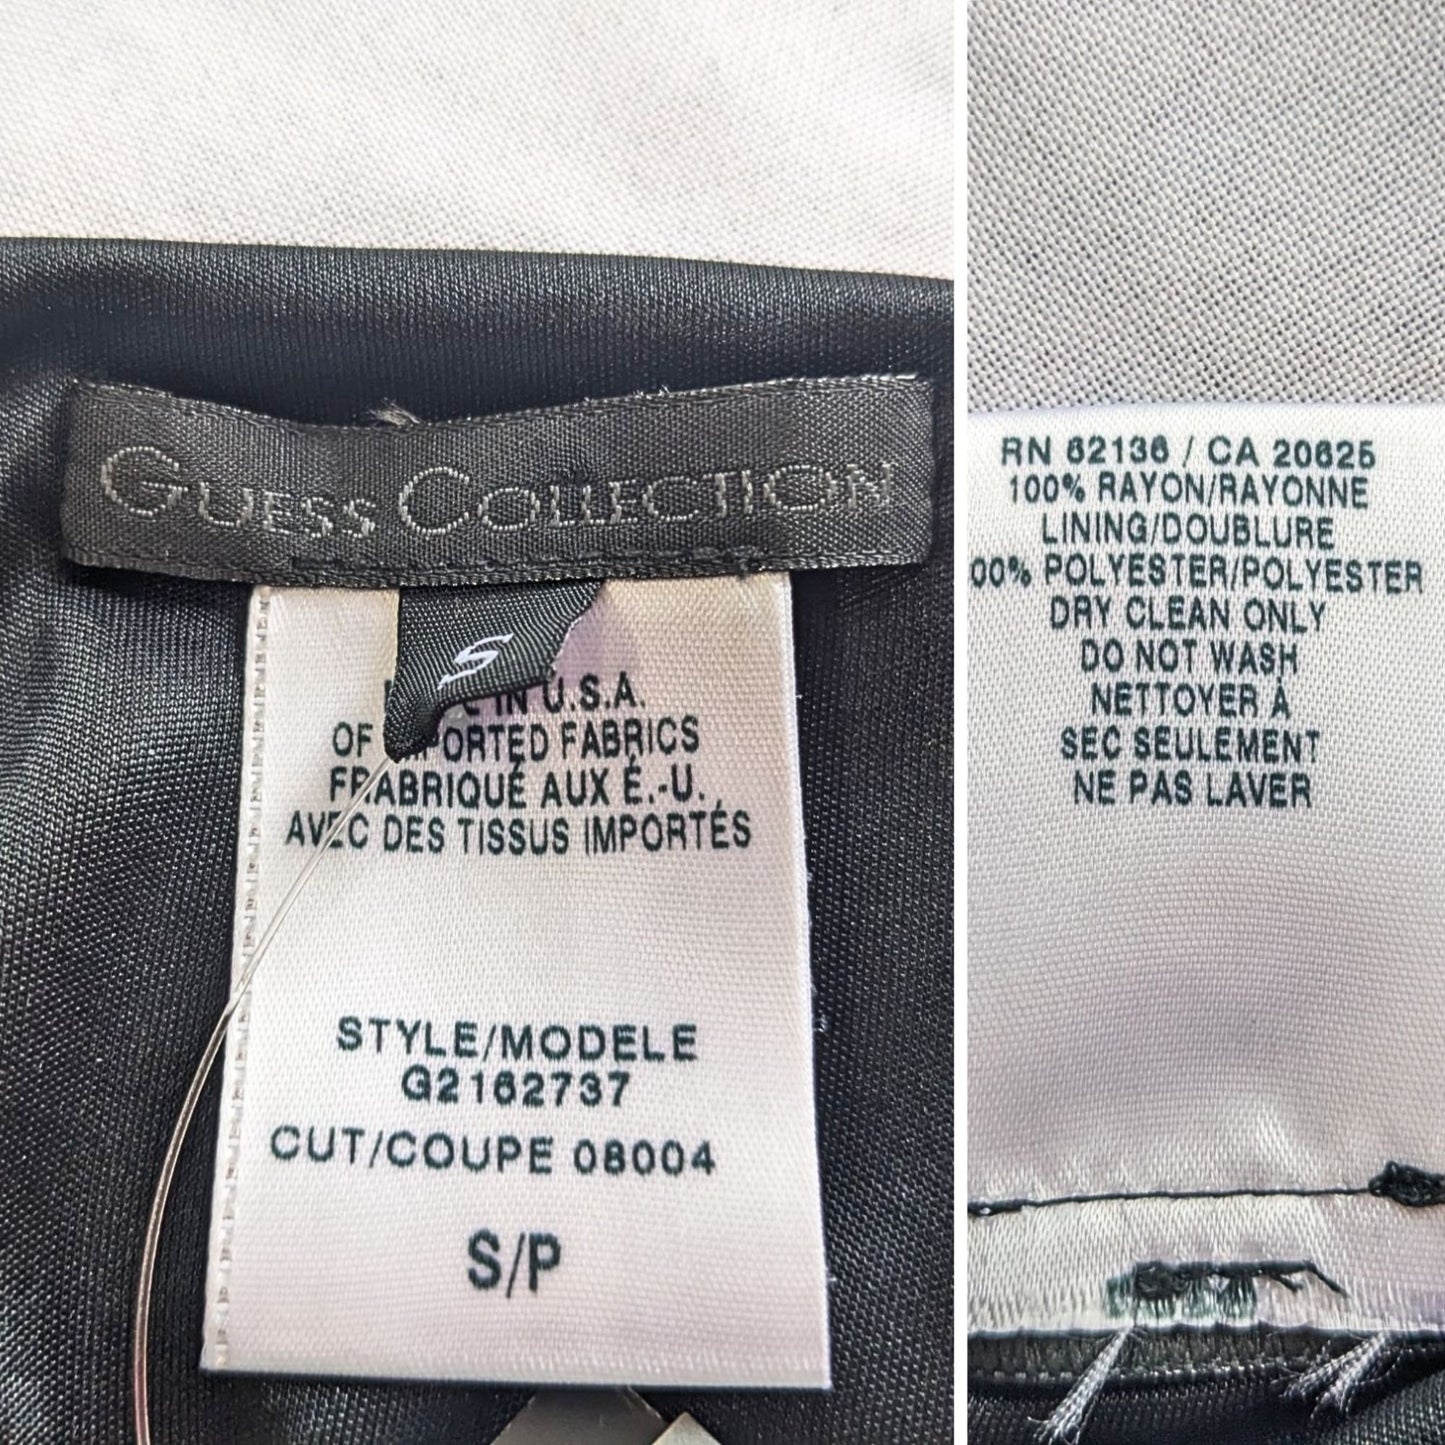 GUESS COLLECTION
S
IN U.S.A.
OF IMPORTED FABRICS
FABRIQUÉ AUX É.-U.
AVEC DES TISSUS IMPORTÉS
STYLE/MODELE
G2162737
CUT/COUPE 08004
S/P
RN 62136 / CA 20625
100% RAYON/RAYONNE
LINING/DOUBLURE
00% POLYESTER/POLYESTER
DRY CLEAN ONLY
DO NOT WASH
NETTOYER À
SEC SEULEMENT
NE PAS LAVER